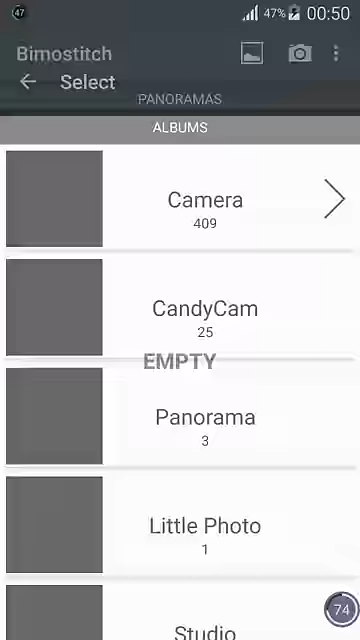 47
47%
00:50
Bimostitch
Select
PANORAMAS
ALBUMS
Camera
409
CandyCam
25
EMPTY
Panorama
3
Little Photo
1
Studio
74